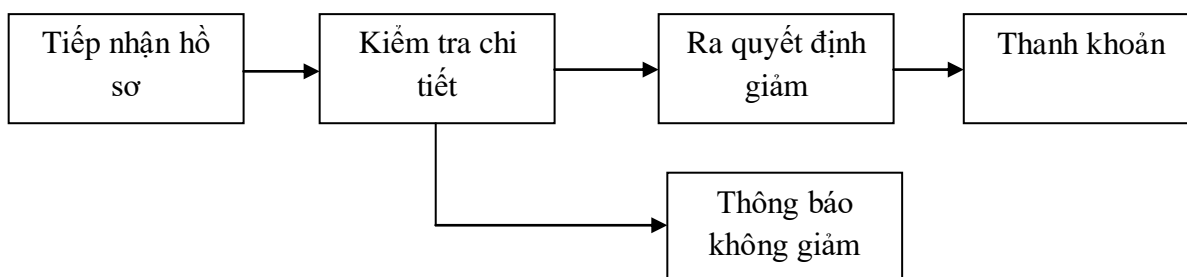 Tiếp nhận hồ
sơ
Kiểm tra chi
tiết
Ra quyết định
giảm
Thanh khoản
Thông báo
không giảm